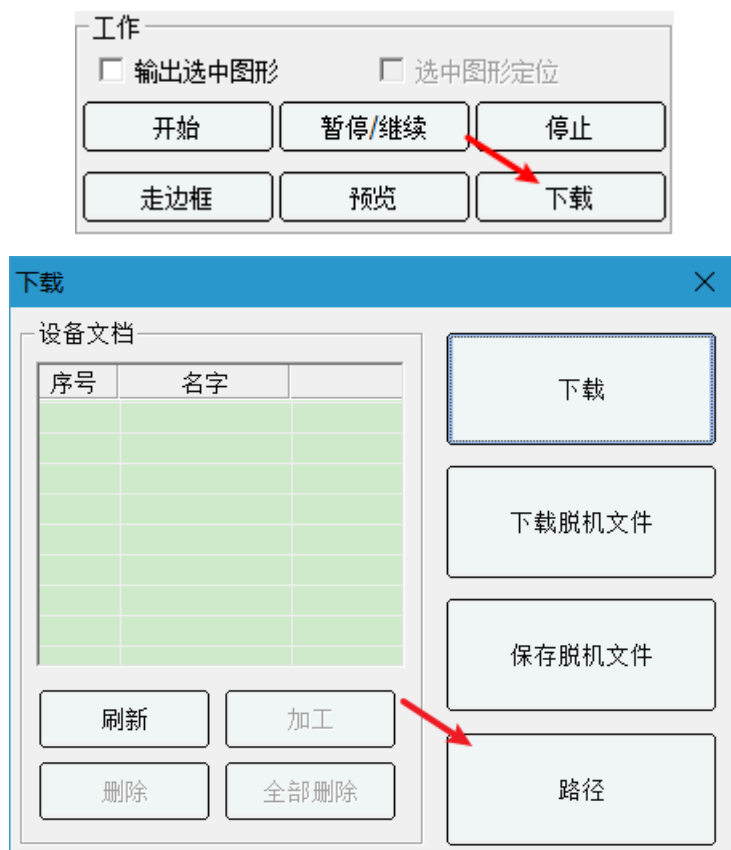 工作
输出选中图形 选中图形定位
开始 暂停/继续 停止
走边框 预览 下载
下载
设备文档
序号 名字
下载
下载脱机文件
保存脱机文件
刷新 加工
删除 全部删除
路径